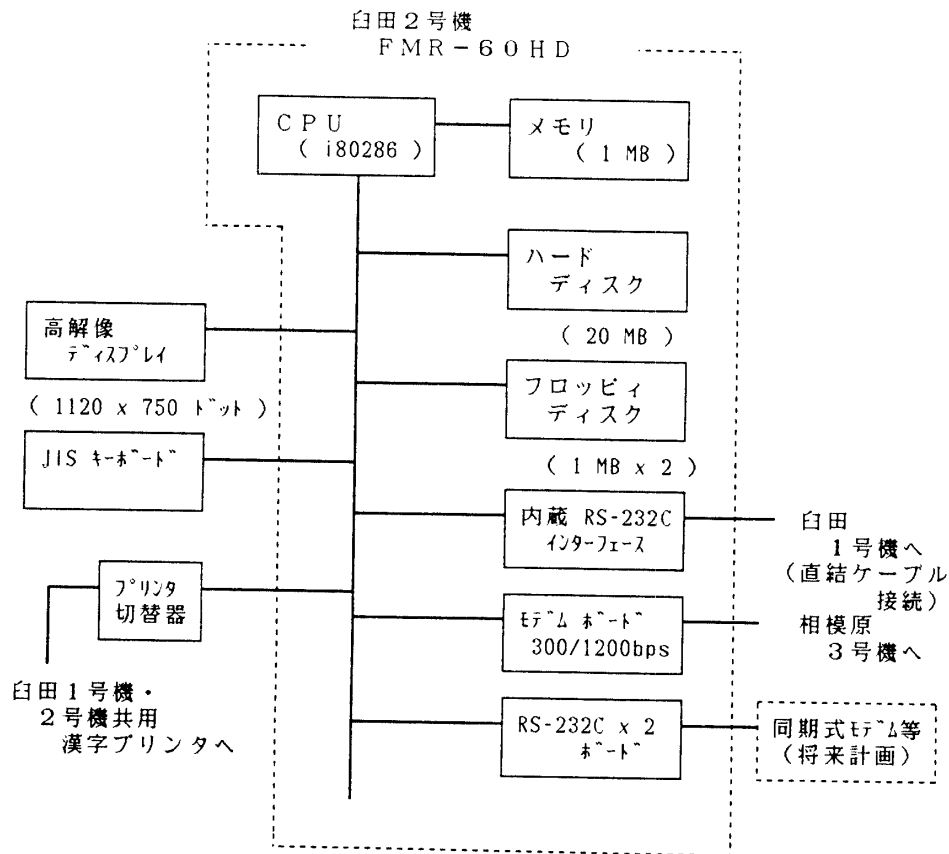 臼田２号機
ＦＭＲ－６０ＨＤ
ＣＰＵ
( i80286 )
メモリ
( 1 MB )
ハード
ディスク
( 20 MB )
高解像
ﾃﾞｨｽﾌﾟﾚｲ
( 1120 x 750 ﾄﾞｯﾄ )
フロッピィ
ディスク
( 1 MB x 2 )
JIS ｷｰﾎﾞｰﾄﾞ
内蔵 RS-232C
ｲﾝﾀｰﾌｪｰｽ
臼田
１号機へ
（直結ケーブル
接続）
ﾌﾟﾘﾝﾀ
切替器
ﾓﾃﾞﾑ ﾎﾞｰﾄﾞ
300/1200bps
相模原
３号機へ
臼田１号機・
２号機共用
漢字プリンタへ
RS-232C x 2
ﾎﾞｰﾄﾞ
同期式ﾓﾃﾞﾑ等
（将来計画）